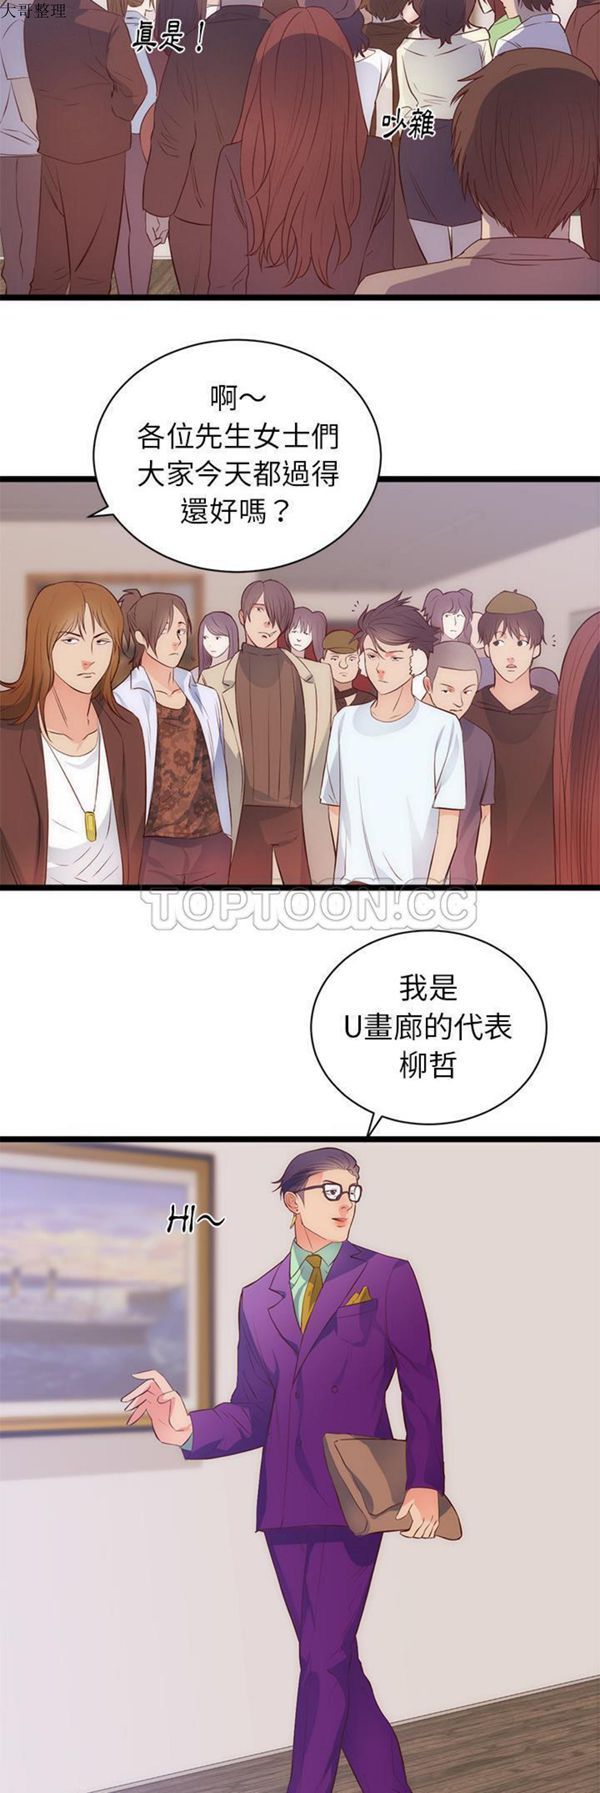 大哥整理
真是！
吵雜
啊～
各位先生女士們
大家今天都過得
還好嗎？
TOPTOON.CC
我是
U畫廊的代表
柳哲
HI～